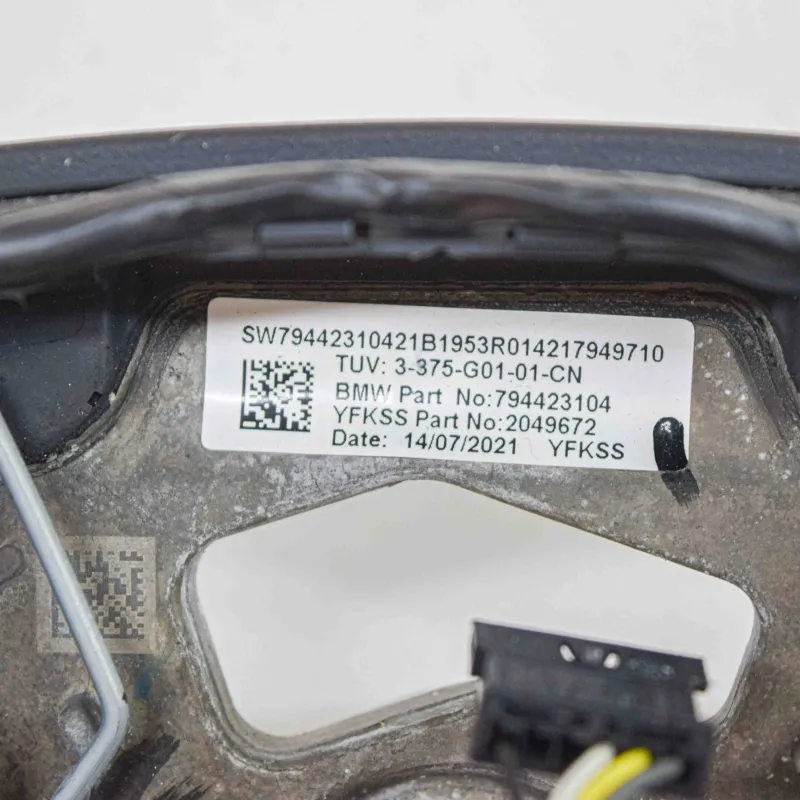 SW79442310421B1953R014217949710
TUV: 3-375-G01-01-CN
BMW Part No:794423104
YFKSS Part No:2049672
Date: 14/07/2021 YFKSS